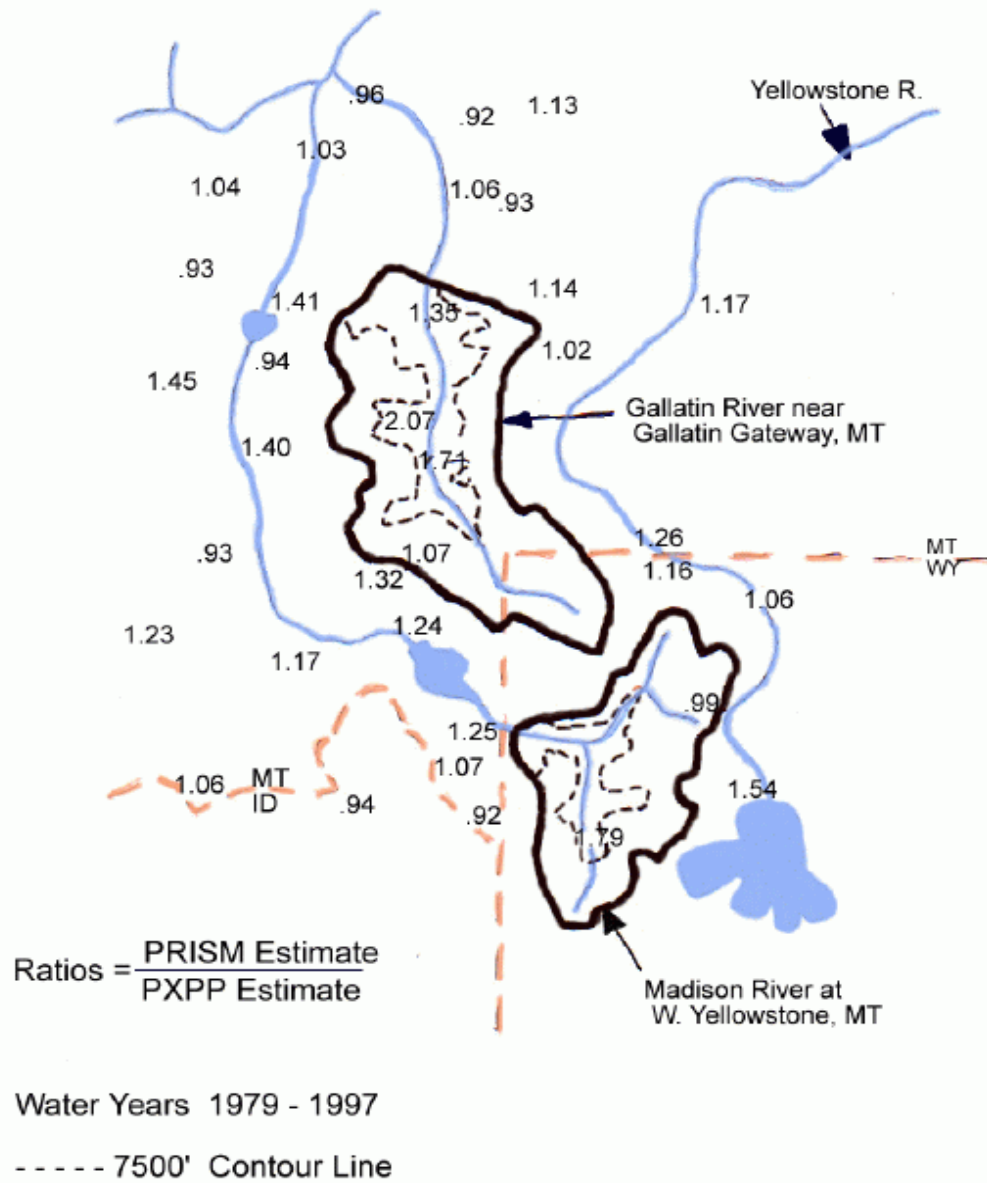 .96
.92
1.13
Yellowstone R.
1.03
1.04
1.06
.93
.93
1.41
1.35
1.14
1.17
.94
1.02
1.45
2.07
Gallatin River near
Gallatin Gateway, MT
1.40
1.71
.93
1.07
1.26
MT
WY
1.32
1.16
1.06
1.23
1.24
1.17
.99
1.25
1.07
1.06
MT
ID
.94
.92
1.54
1.79
Ratios = PRISM Estimate
PXPP Estimate
Madison River at
W. Yellowstone, MT
Water Years 1979 - 1997
- - - - - 7500' Contour Line